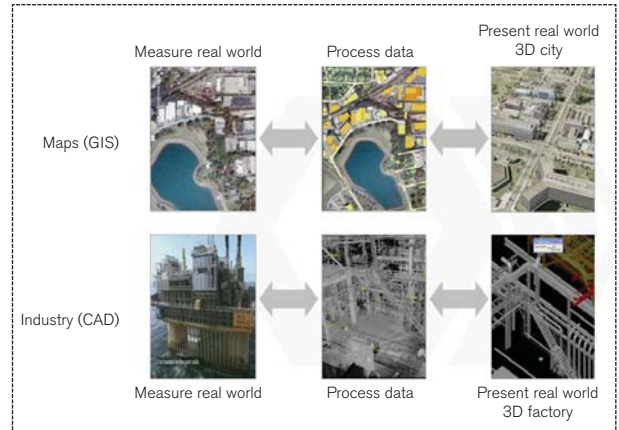 Measure real world
Process data
Present real world
3D city
Maps (GIS)
Industry (CAD)
Measure real world
Process data
Present real world
3D factory